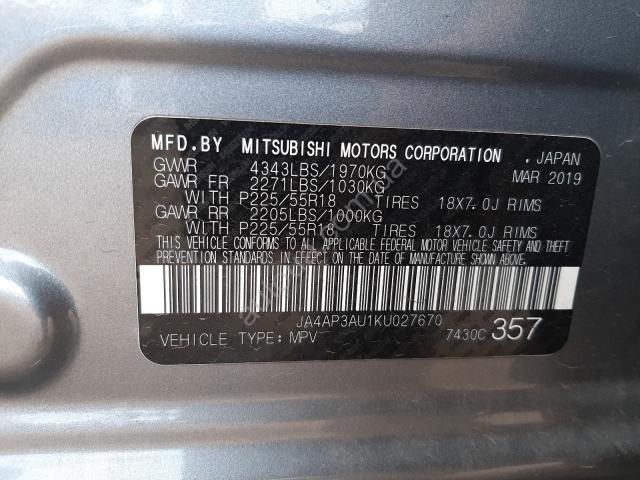 MFD.BY MITSUBISHI MOTORS CORPORATION , JAPAN
GVWR 4343LBS/1970KG MAR 2019
GAWR FR 2271LBS/1030KG
WITH P225/55R18 TIRES 18X7.0J RIMS
GAWR RR 2205LBS/1000KG
WITH P225/55R18 TIRES 18X7.0J RIMS
THIS VEHICLE CONFORMS TO ALL APPLICABLE FEDERAL MOTOR VEHICLE SAFETY AND THEFT
PREVENTION STANDARDS IN EFFECT ON THE DATE OF MANUFACTURE SHOWN ABOVE.
JA4AP3AU1KU027670
VEHICLE TYPE: MPV 7430C 357